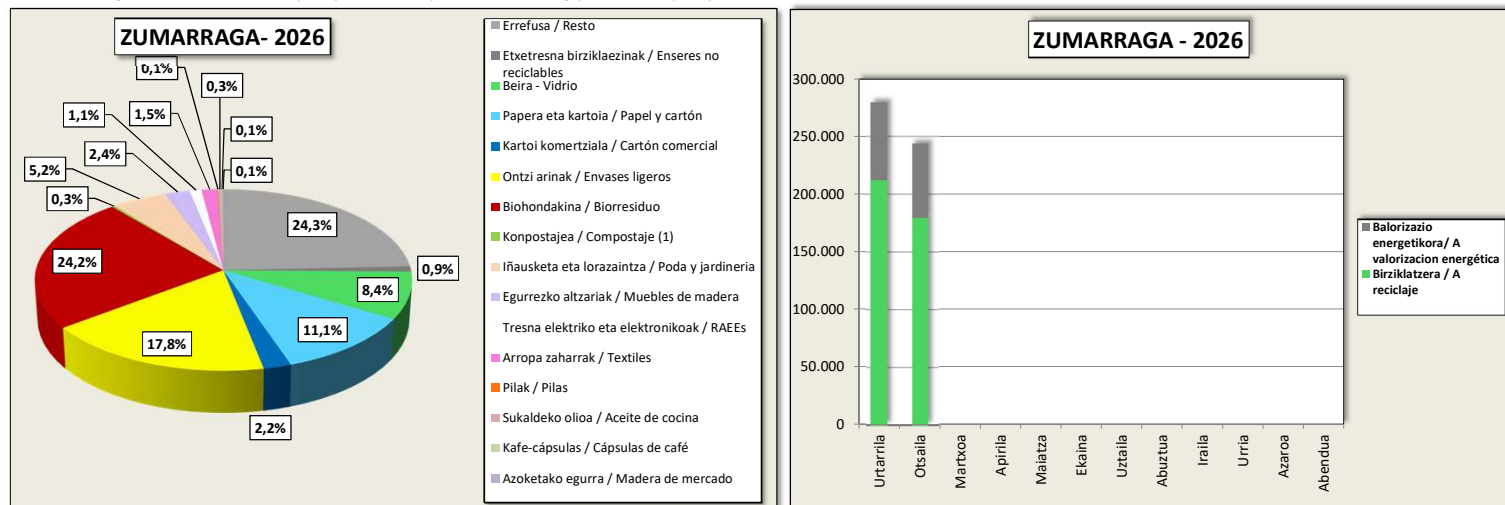 ZUMARRAGA- 2026
0,1%
0,3%
1,1%
1,5%
0,1%
2,4%
5,2%
0,1%
0,3%
24,3%
24,2%
0,9%
8,4%
11,1%
17,8%
2,2%
Errefusa / Resto
Etxetresna birziklaezinak / Enseres no
reciclables
Beira - Vidrio
Papera eta kartoia / Papel y cartón
Kartoi komertziala / Cartón comercial
Ontzi arinak / Envases ligeros
Biohondakina / Biorresiduo
Konpostajea / Compostaje (1)
Iñausketa eta lorazaintza / Poda y jardineria
Egurrezko altzariak / Muebles de madera
Tresna elektriko eta elektronikoak / RAEEs
Arropa zaharrak / Textiles
Pilak / Pilas
Sukaldeko olioa / Aceite de cocina
Kafe-cápsulas / Cápsulas de café
Azoketako egurra / Madera de mercado
ZUMARRAGA - 2026
300.000
250.000
200.000
150.000
100.000
50.000
0
Urtarrila
Otsaila
Martxoa
Apirila
Maiatza
Ekaina
Uztaila
Abuztua
Iraila
Urria
Azaroa
Abendua
Balorizazio
energetikora/ A
valorizacion energética
Birziklatzera / A
reciclaje